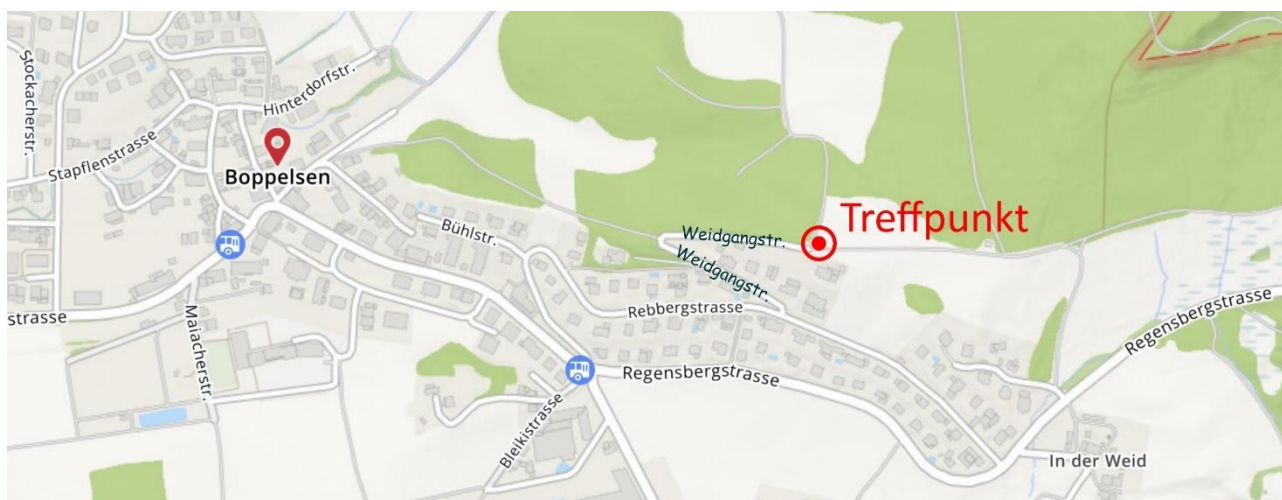 Stockacherstr.
Hinterdorfstr.
Stapflenstrasse
Boppelsen
Treffpunkt
Bühlstr.
Weidgangstr.
Weidgangstr.
Rebbergstrasse
strasse
Maiacherstr.
Regensbergstrasse
Regensbergstrasse
Bleikistrasse
In der Weid